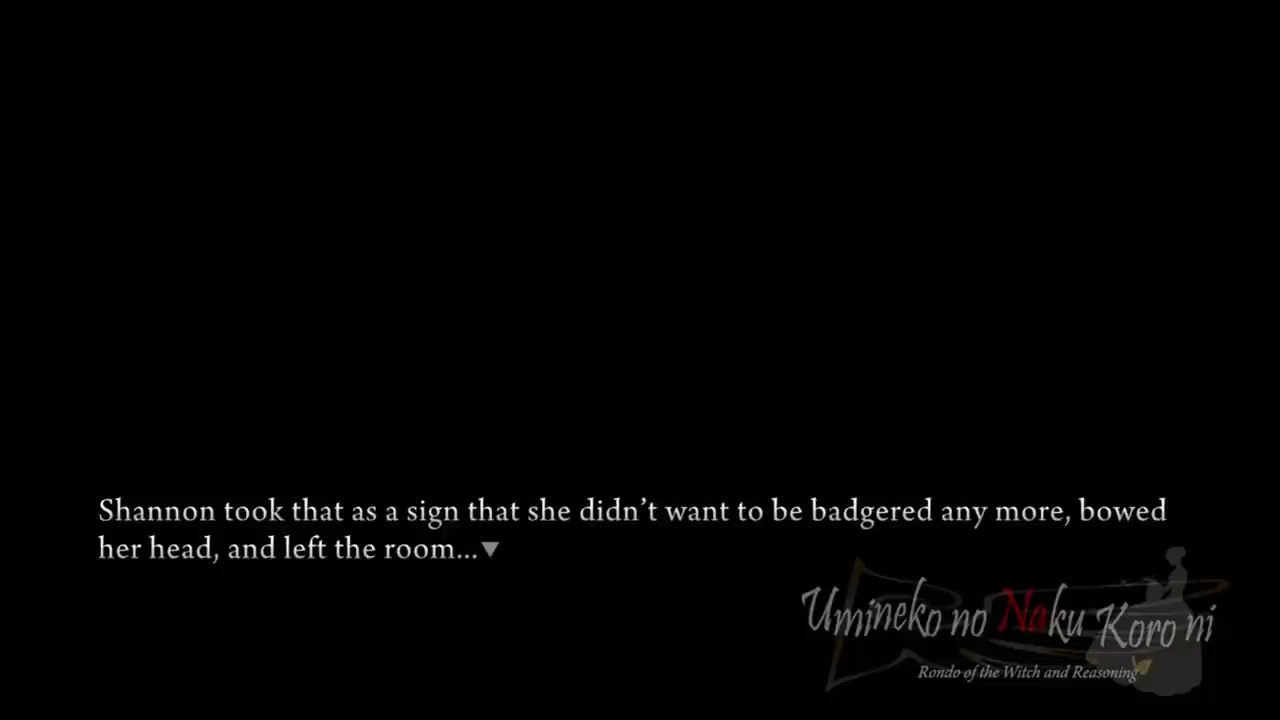 Shannon took that as a sign that she didn't want to be badgered any more, bowed
her head, and left the room...
Umineko no Naku Koro ni
Rondo of the Witch and Reasoning